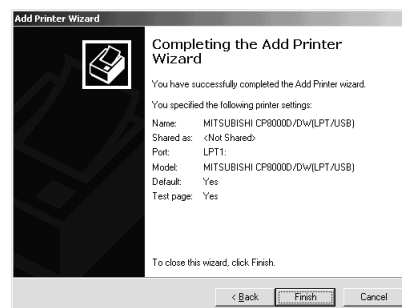 Add Printer Wizard
Completing the Add Printer
Wizard
You have successfully completed the Add Printer wizard.
You specified the following printer settings:
Name: MITSUBISHI CP8000D/DW(LPT/USB)
Shared as: <Not Shared>
Port: LPT1:
Model: MITSUBISHI CP8000D/DW(LPT/USB)
Default: Yes
Test page: Yes
To close this wizard, click Finish.
< Back Finish Cancel